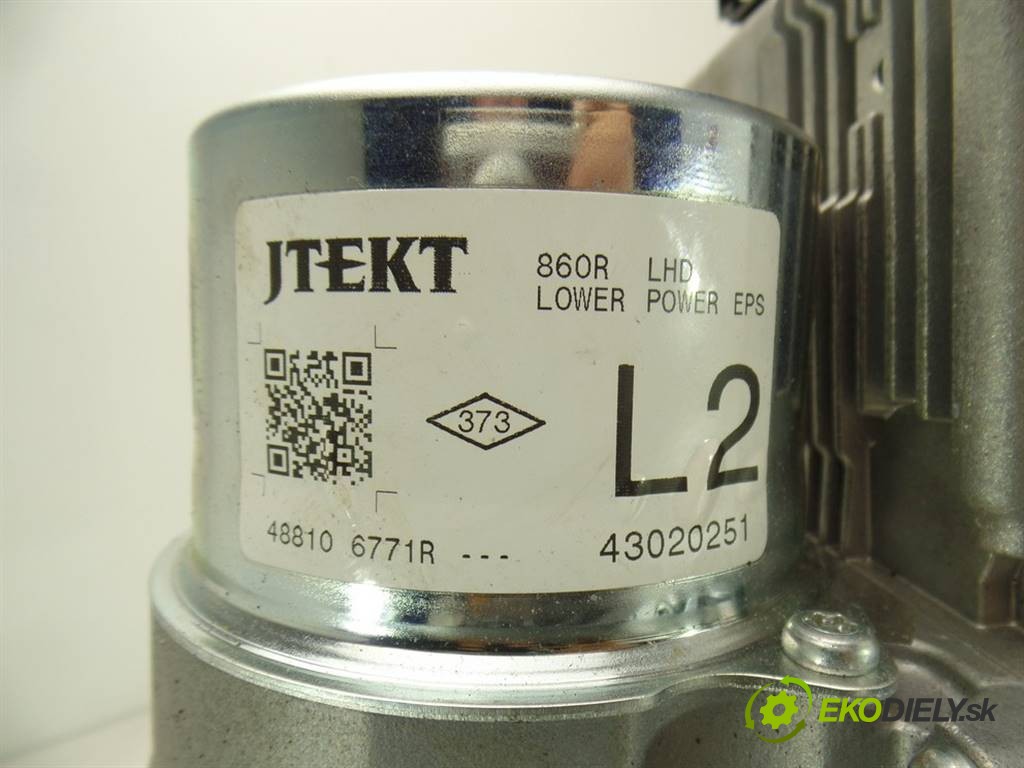 JTEKT
860R LHD
LOWER POWER EPS
373
L2
48810 6771R ---
43020251
EKODIELY.sk